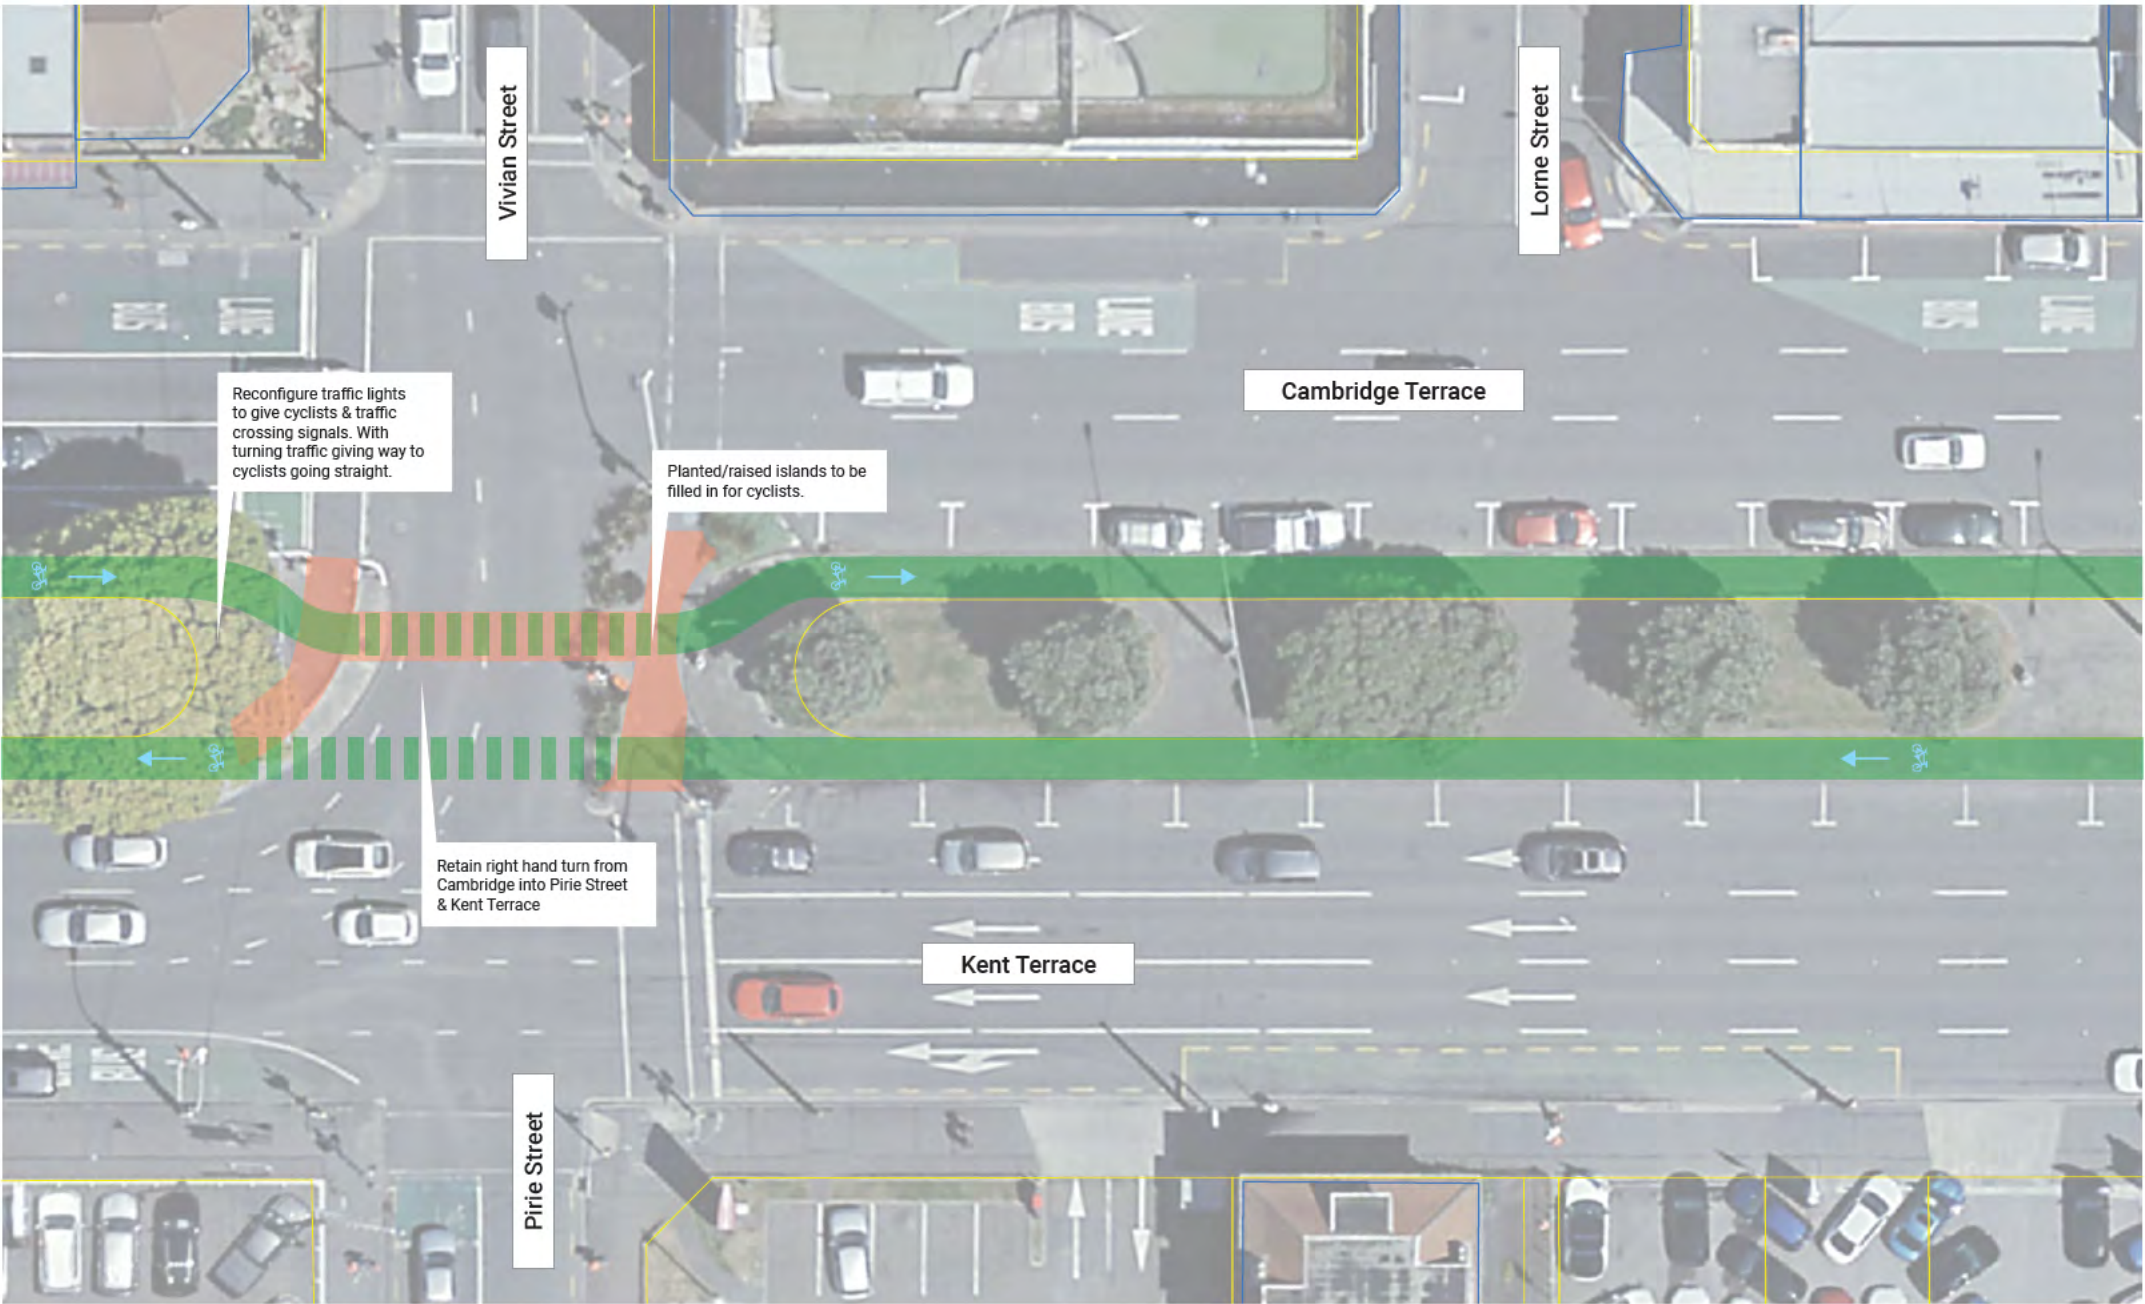 Vivian Street
Lorne Street
Cambridge Terrace
Reconfigure traffic lights
to give cyclists & traffic
crossing signals. With
turning traffic giving way to
cyclists going straight.
Planted/raised islands to be
filled in for cyclists.
Retain right hand turn from
Cambridge into Pirie Street
& Kent Terrace
Kent Terrace
Pirie Street